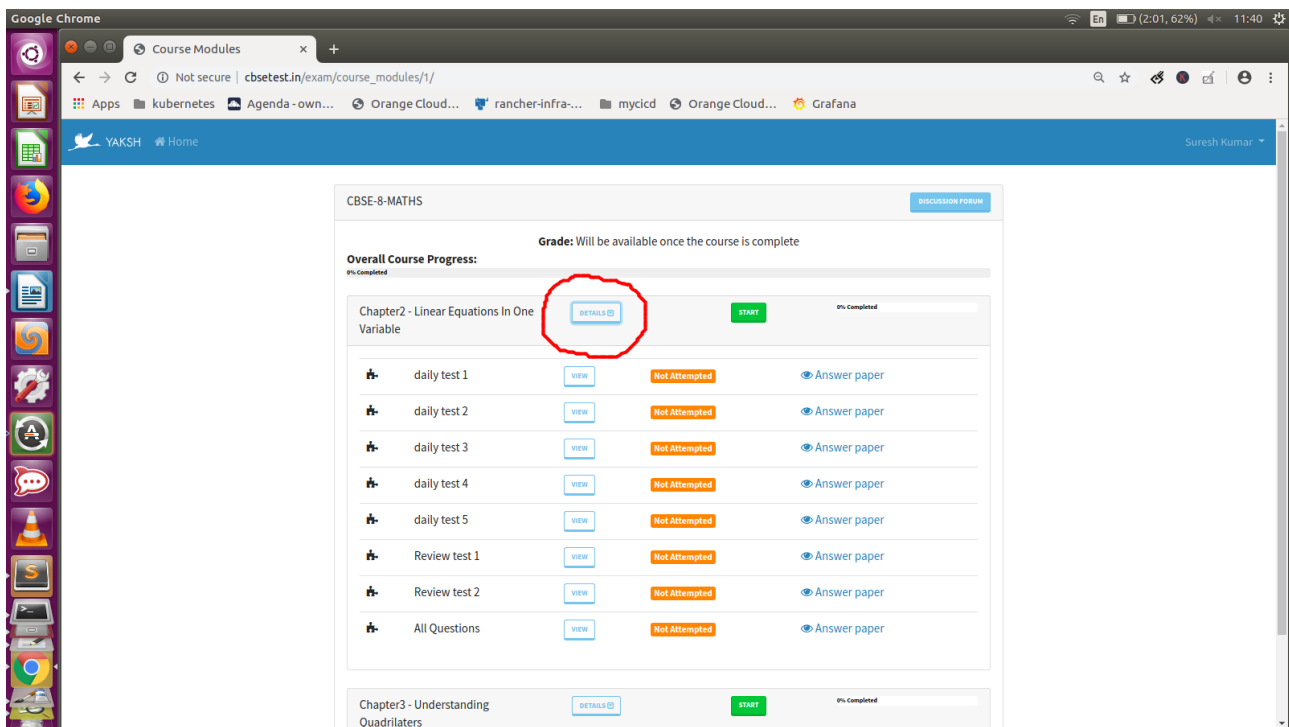 Google Chrome
En (2:01, 62%) 11:40
Course Modules
Not secure | cbsetest.in/exam/course_modules/1/
Apps kubernetes Agenda - own... Orange Cloud... rancher-infra-... mycicd Orange Cloud... Grafana
YAKSH Home Suresh Kumar
CBSE-8-MATHS DISCUSSION FORUM
Grade: Will be available once the course is complete
Overall Course Progress:
0% Completed
Chapter2 - Linear Equations In One DETAILS START 0% Completed
Variable
daily test 1 VIEW Not Attempted Answer paper
daily test 2 VIEW Not Attempted Answer paper
daily test 3 VIEW Not Attempted Answer paper
daily test 4 VIEW Not Attempted Answer paper
daily test 5 VIEW Not Attempted Answer paper
Review test 1 VIEW Not Attempted Answer paper
Review test 2 VIEW Not Attempted Answer paper
All Questions VIEW Not Attempted Answer paper
Chapter3 - Understanding DETAILS START 0% Completed
Quadrilaters